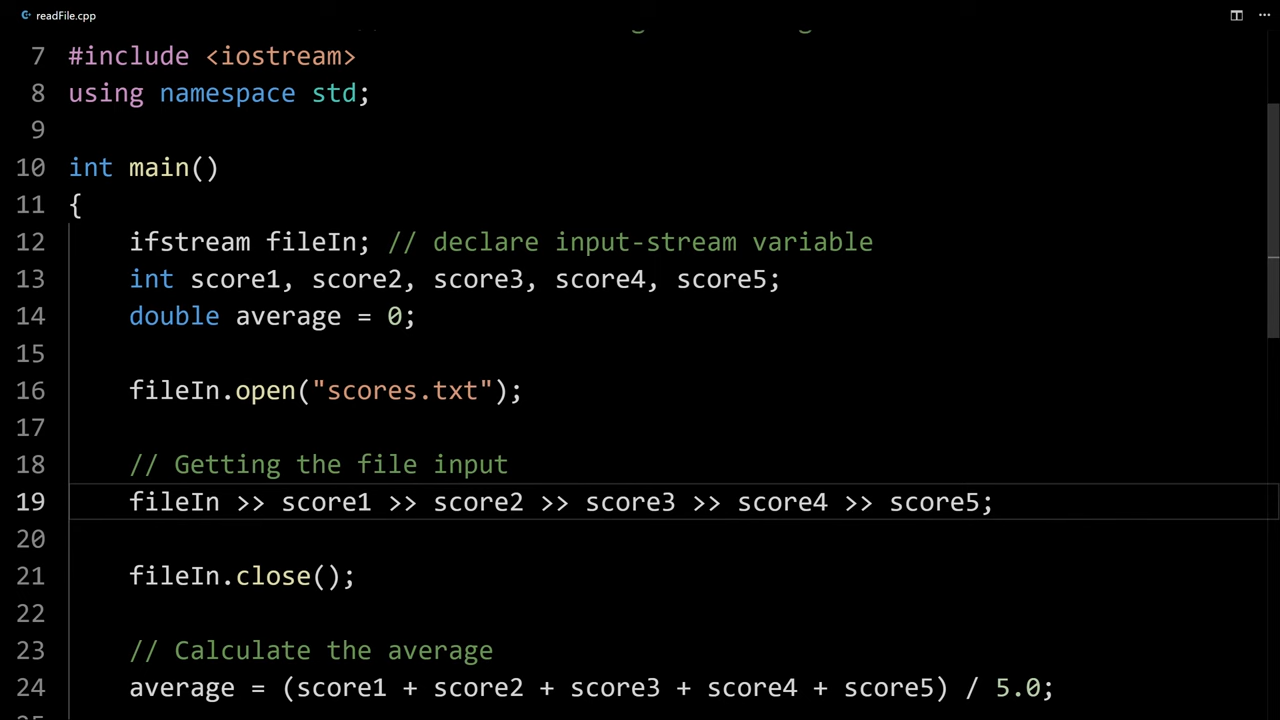 readFile.cpp
7 #include <iostream>
8 using namespace std;
9
10 int main()
11 {
12 ifstream fileIn; // declare input-stream variable
13 int score1, score2, score3, score4, score5;
14 double average = 0;
15
16 fileIn.open("scores.txt");
17
18 // Getting the file input
19 fileIn >> score1 >> score2 >> score3 >> score4 >> score5;
20
21 fileIn.close();
22
23 // Calculate the average
24 average = (score1 + score2 + score3 + score4 + score5) / 5.0;